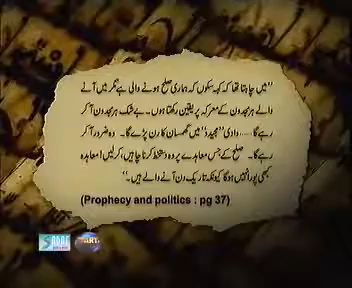 "میں چاہتا تھا کہ کہہ سکوں کہ ہماری صلح ہونے والی ہے مگر میں آنے
والے ہرمجدون کے معرکہ پر یقین رکھتا ہوں۔ بے شک ہرمجدون آکر
رہے گا ..... وادی "مجیدو" میں گھمسان کا رن پڑے گا۔ وہ ضرور آکر
رہے گا۔ صلح کے جس معاہدے پر وہ دستخط کرنا چاہیں، کرلیں! معاہدہ
کبھی پورا نہیں ہوگا کیونکہ تاریک دن آنے والے ہیں۔"
(Prophecy and politics : pg 37)